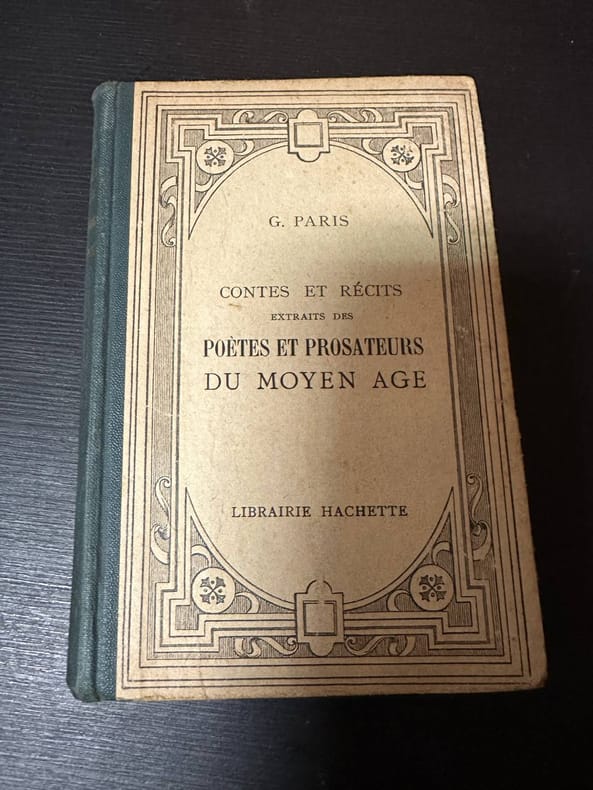 G. PARIS
CONTES ET RÉCITS
EXTRAITS DES
POÈTES ET PROSATEURS
DU MOYEN AGE
LIBRAIRIE HACHETTE